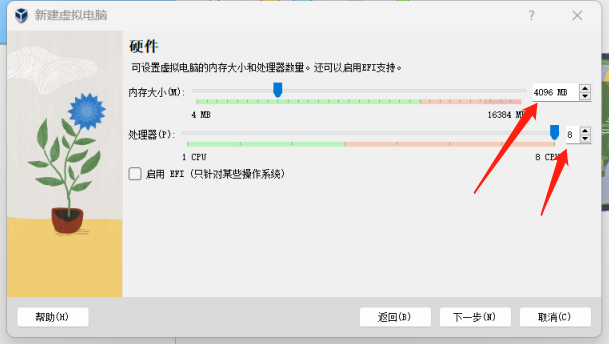 新建虚拟电脑
硬件
可设置虚拟电脑的内存大小和处理器数量。还可以启用EFI支持。
内存大小(M):
4096 MB
4 MB
16384 MB
处理器(P):
8
1 CPU
8 CPU
启用 EFI (只针对某些操作系统)
帮助(H)
返回(B)
下一步(N)
取消(C)